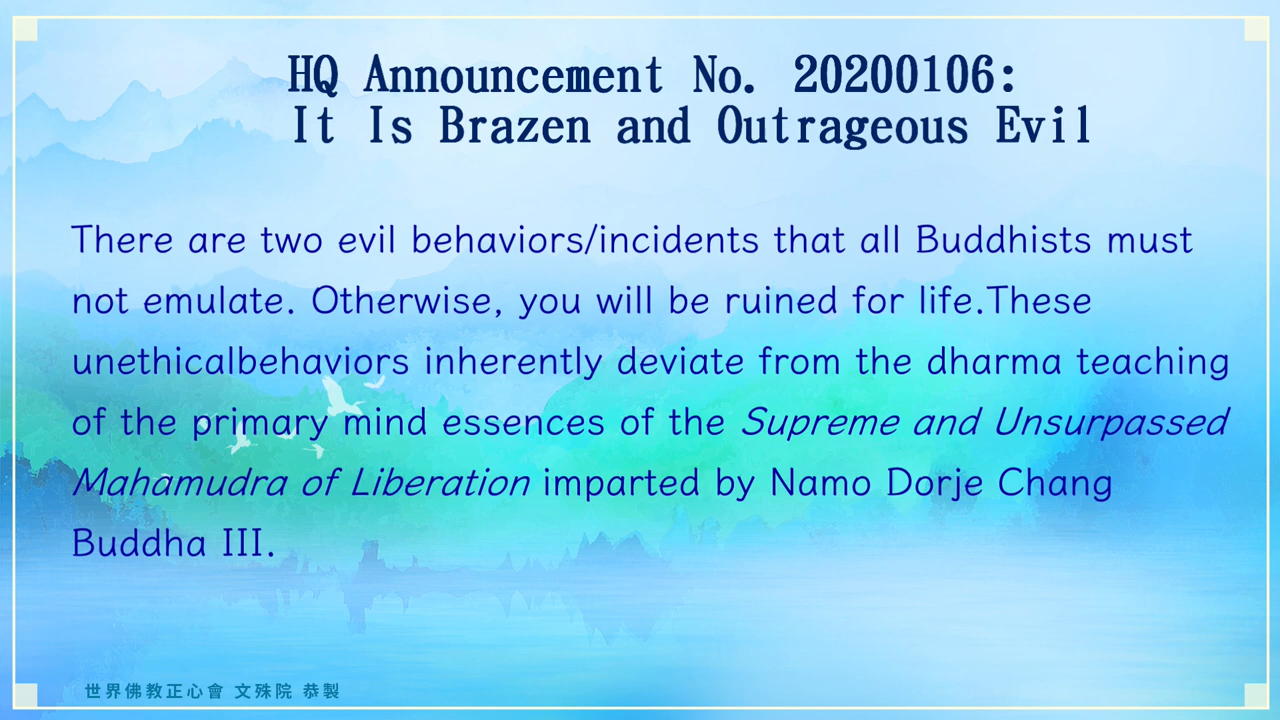 HQ Announcement No. 20200106:
It Is Brazen and Outrageous Evil
There are two evil behaviors/incidents that all Buddhists must
not emulate. Otherwise, you will be ruined for life.These
unethicalbehaviors inherently deviate from the dharma teaching
of the primary mind essences of the Supreme and Unsurpassed
Mahamudra of Liberation imparted by Namo Dorje Chang
Buddha III.
世界佛教正心會 文殊院 恭製